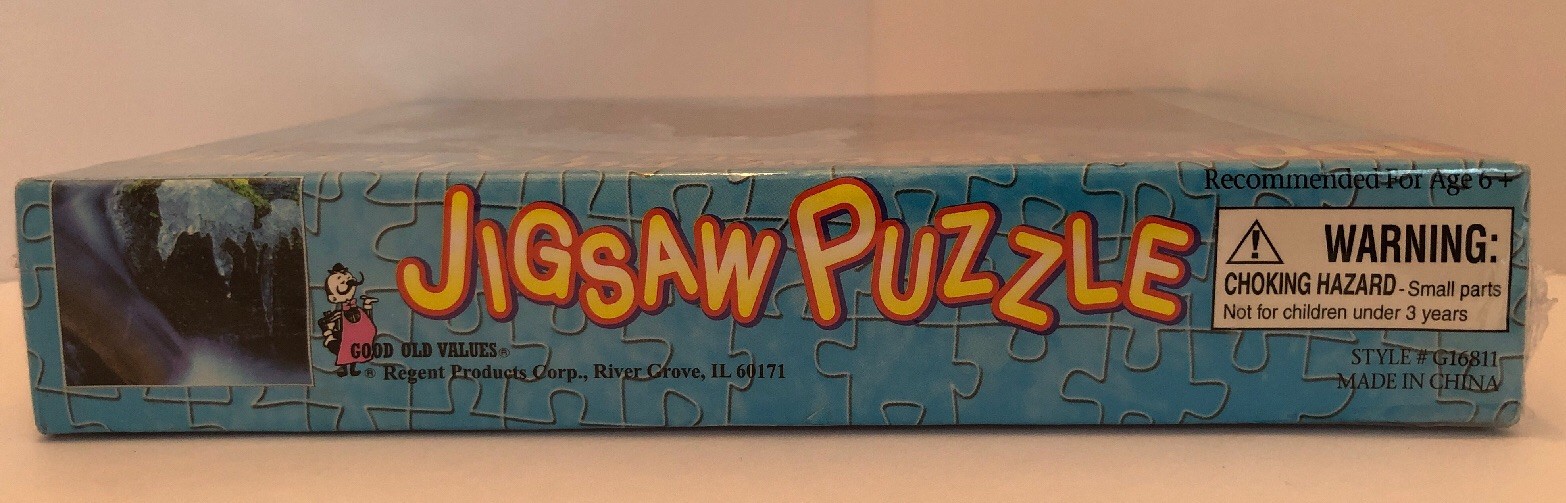 JIGSAW PUZZLE
GOOD OLD VALUES®
® Regent Products Corp., River Grove, IL 60171
Recommended For Age 6 +
WARNING:
CHOKING HAZARD - Small parts
Not for children under 3 years
STYLE # G16811
MADE IN CHINA